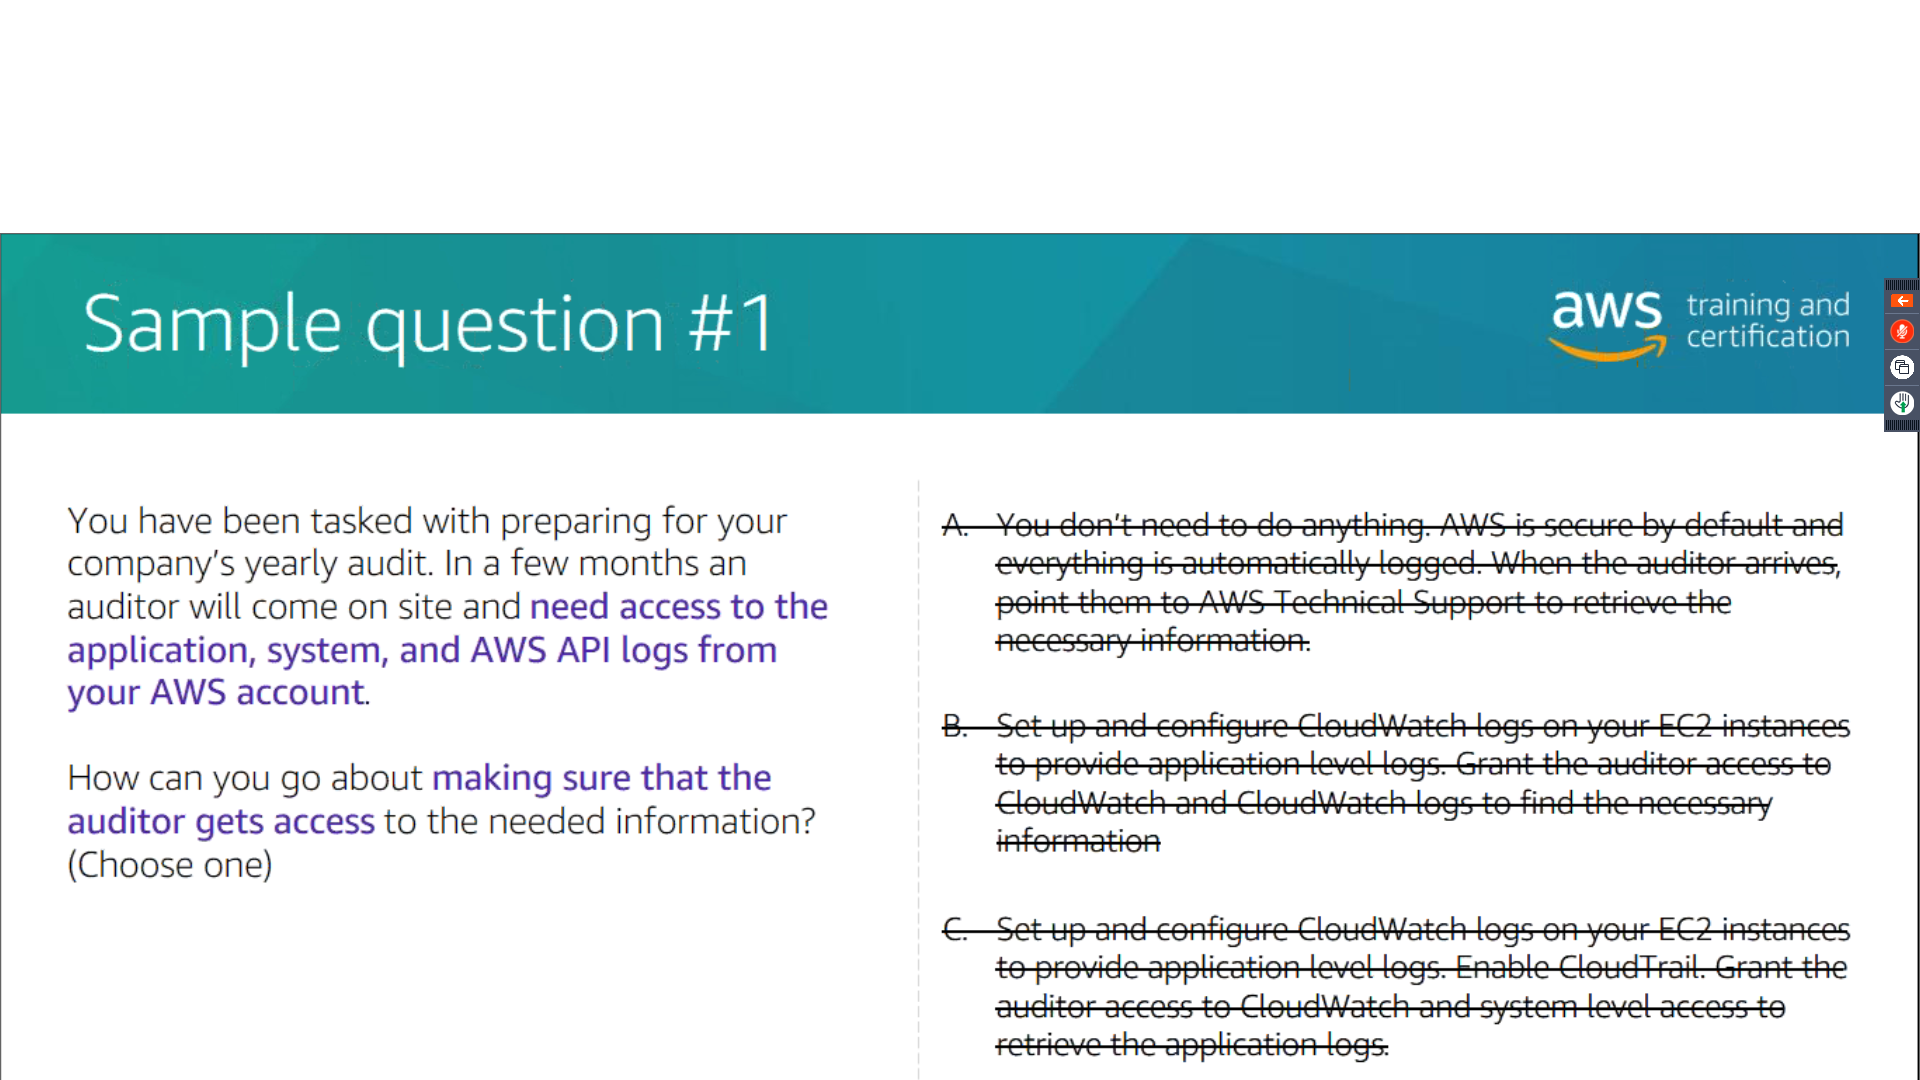 Sample question #1
aws training and
certification
You have been tasked with preparing for your
company's yearly audit. In a few months an
auditor will come on site and need access to the
application, system, and AWS API logs from
your AWS account.
How can you go about making sure that the
auditor gets access to the needed information?
(Choose one)
A. You don't need to do anything. AWS is secure by default and
everything is automatically logged. When the auditor arrives,
point them to AWS Technical Support to retrieve the
necessary information.
B. Set up and configure CloudWatch logs on your EC2 instances
to provide application level logs. Grant the auditor access to
CloudWatch and CloudWatch logs to find the necessary
information
C. Set up and configure CloudWatch logs on your EC2 instances
to provide application level logs. Enable CloudTrail. Grant the
auditor access to CloudWatch and system level access to
retrieve the application logs.